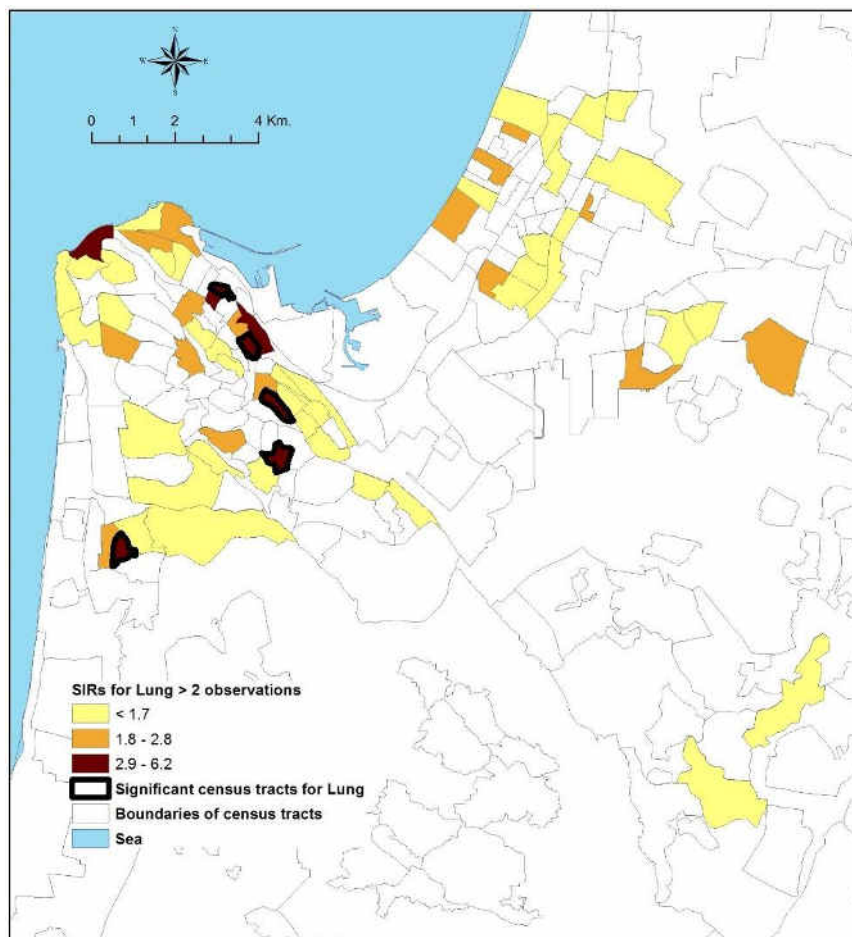 N
W E
S
0 2 4 Km.
SIRs for Lung > 2 observations
< 1.7
1.8 - 2.8
2.9 - 6.2
Significant census tracts for Lung
Boundaries of census tracts
Sea